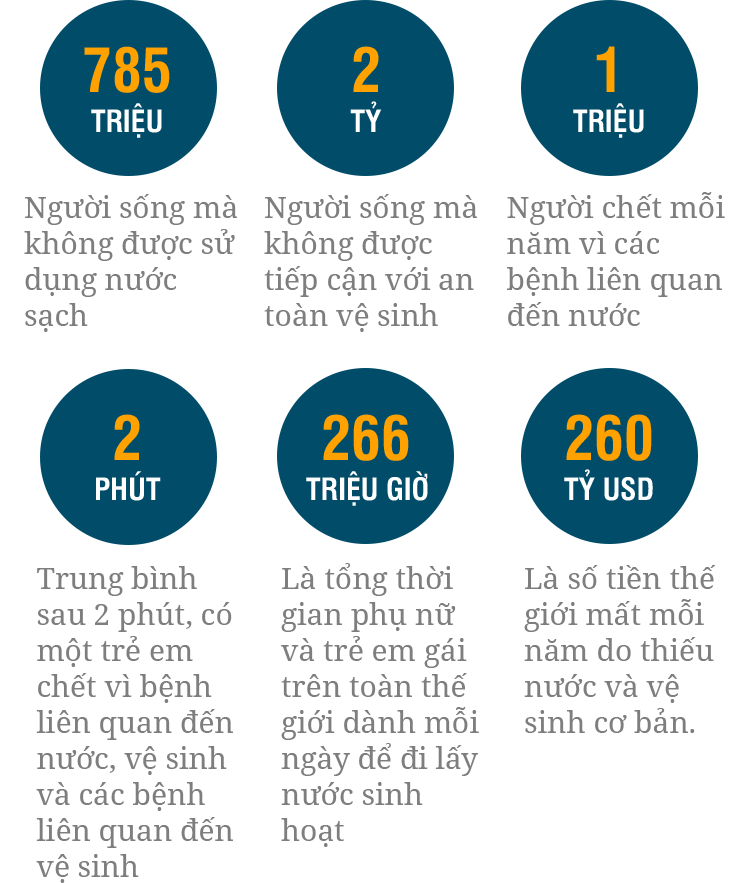 785
TRIỆU
Người sống mà
không được sử
dụng nước
sạch
2
TỶ
Người sống mà
không được
tiếp cận với an
toàn vệ sinh
1
TRIỆU
Người chết mỗi
năm vì các
bệnh liên quan
đến nước
2
PHÚT
Trung bình
sau 2 phút, có
một trẻ em
chết vì bệnh
liên quan đến
nước, vệ sinh
và các bệnh
liên quan đến
vệ sinh
266
TRIỆU GIỜ
Là tổng thời
gian phụ nữ
và trẻ em gái
trên toàn thế
giới dành mỗi
ngày để đi lấy
nước sinh
hoạt
260
TỶ USD
Là số tiền thế
giới mất mỗi
năm do thiếu
nước và vệ
sinh cơ bản.